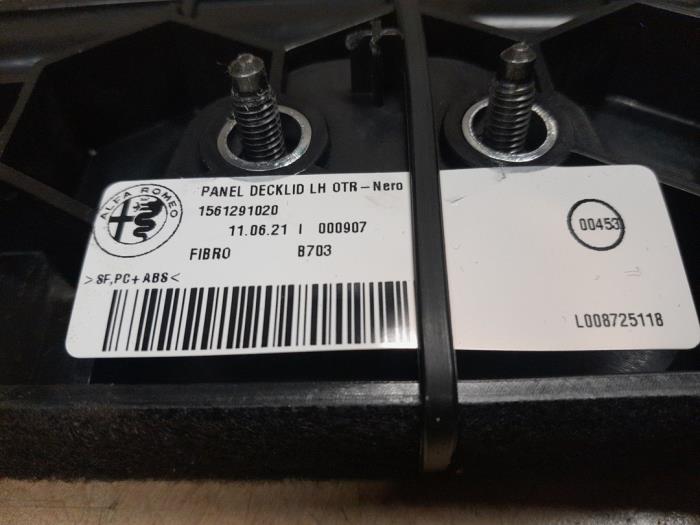 ALFA ROMEO
PANEL DECKLID LH OTR-Nero
1561291020
11.06.21 I 000907
FIBRO B703
>SF,PC+ABS<
00453
L008725118